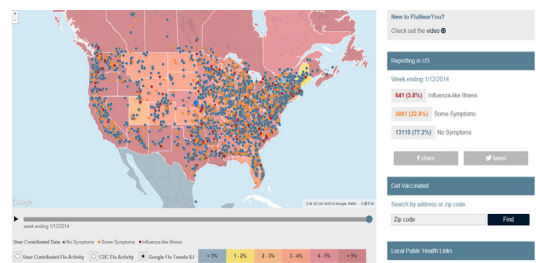 +
-
Google
New to FluNearYou?
Check out the video
Reporting in US
Week ending 1/12/2014
641 (3.8%) Influenza-like Illness
3861 (22.8%) Some Symptoms
13110 (77.2%) No Symptoms
f share
tweet
Get Vaccinated
Search by address or zip code
Zip code
Find
Local Public Health Links
week ending 1/12/2014
User Contributed Data No Symptoms Some Symptoms Influenza-like Illness
User Contributed Flu Activity CDC Flu Activity Google Flu Trends ILI < 1% 1 - 2% 2 - 3% 3 - 4% 4 - 5% > 5%